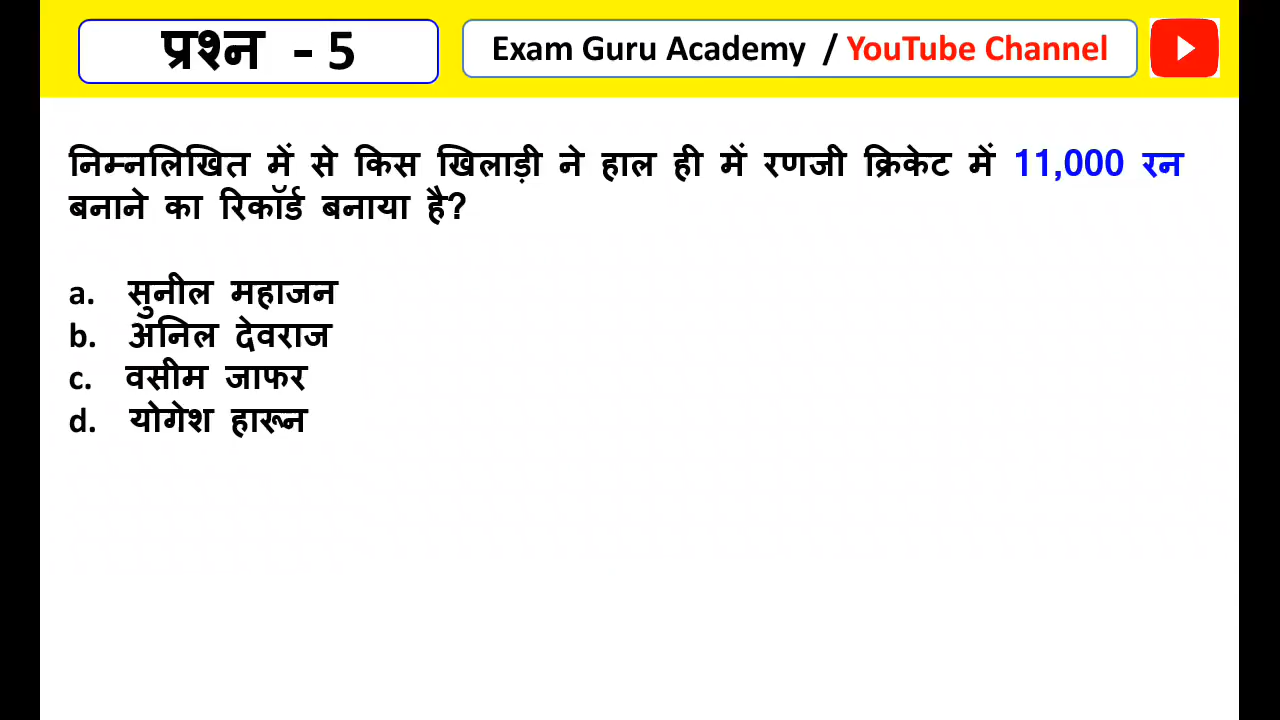 प्रश्न - 5
Exam Guru Academy / YouTube Channel
निम्नलिखित में से किस खिलाड़ी ने हाल ही में रणजी क्रिकेट में 11,000 रन
बनाने का रिकॉर्ड बनाया है?
a. सुनील महाजन
b. अनिल देवराज
c. वसीम जाफर
d. योगेश हारून